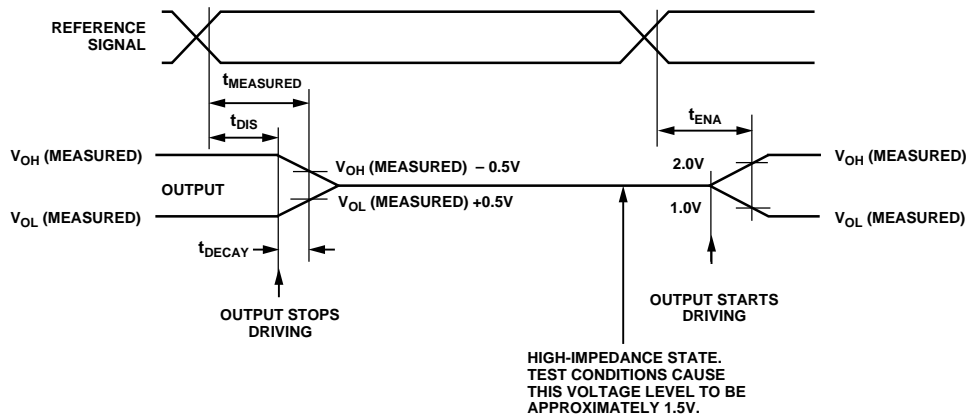 REFERENCE
SIGNAL
tMEASURED
tDIS
tENA
VOH (MEASURED)
VOH (MEASURED) – 0.5V
2.0V
VOH (MEASURED)
OUTPUT
VOL (MEASURED)
VOL (MEASURED) +0.5V
1.0V
VOL (MEASURED)
tDECAY
OUTPUT STOPS
DRIVING
OUTPUT STARTS
DRIVING
HIGH-IMPEDANCE STATE.
TEST CONDITIONS CAUSE
THIS VOLTAGE LEVEL TO BE
APPROXIMATELY 1.5V.